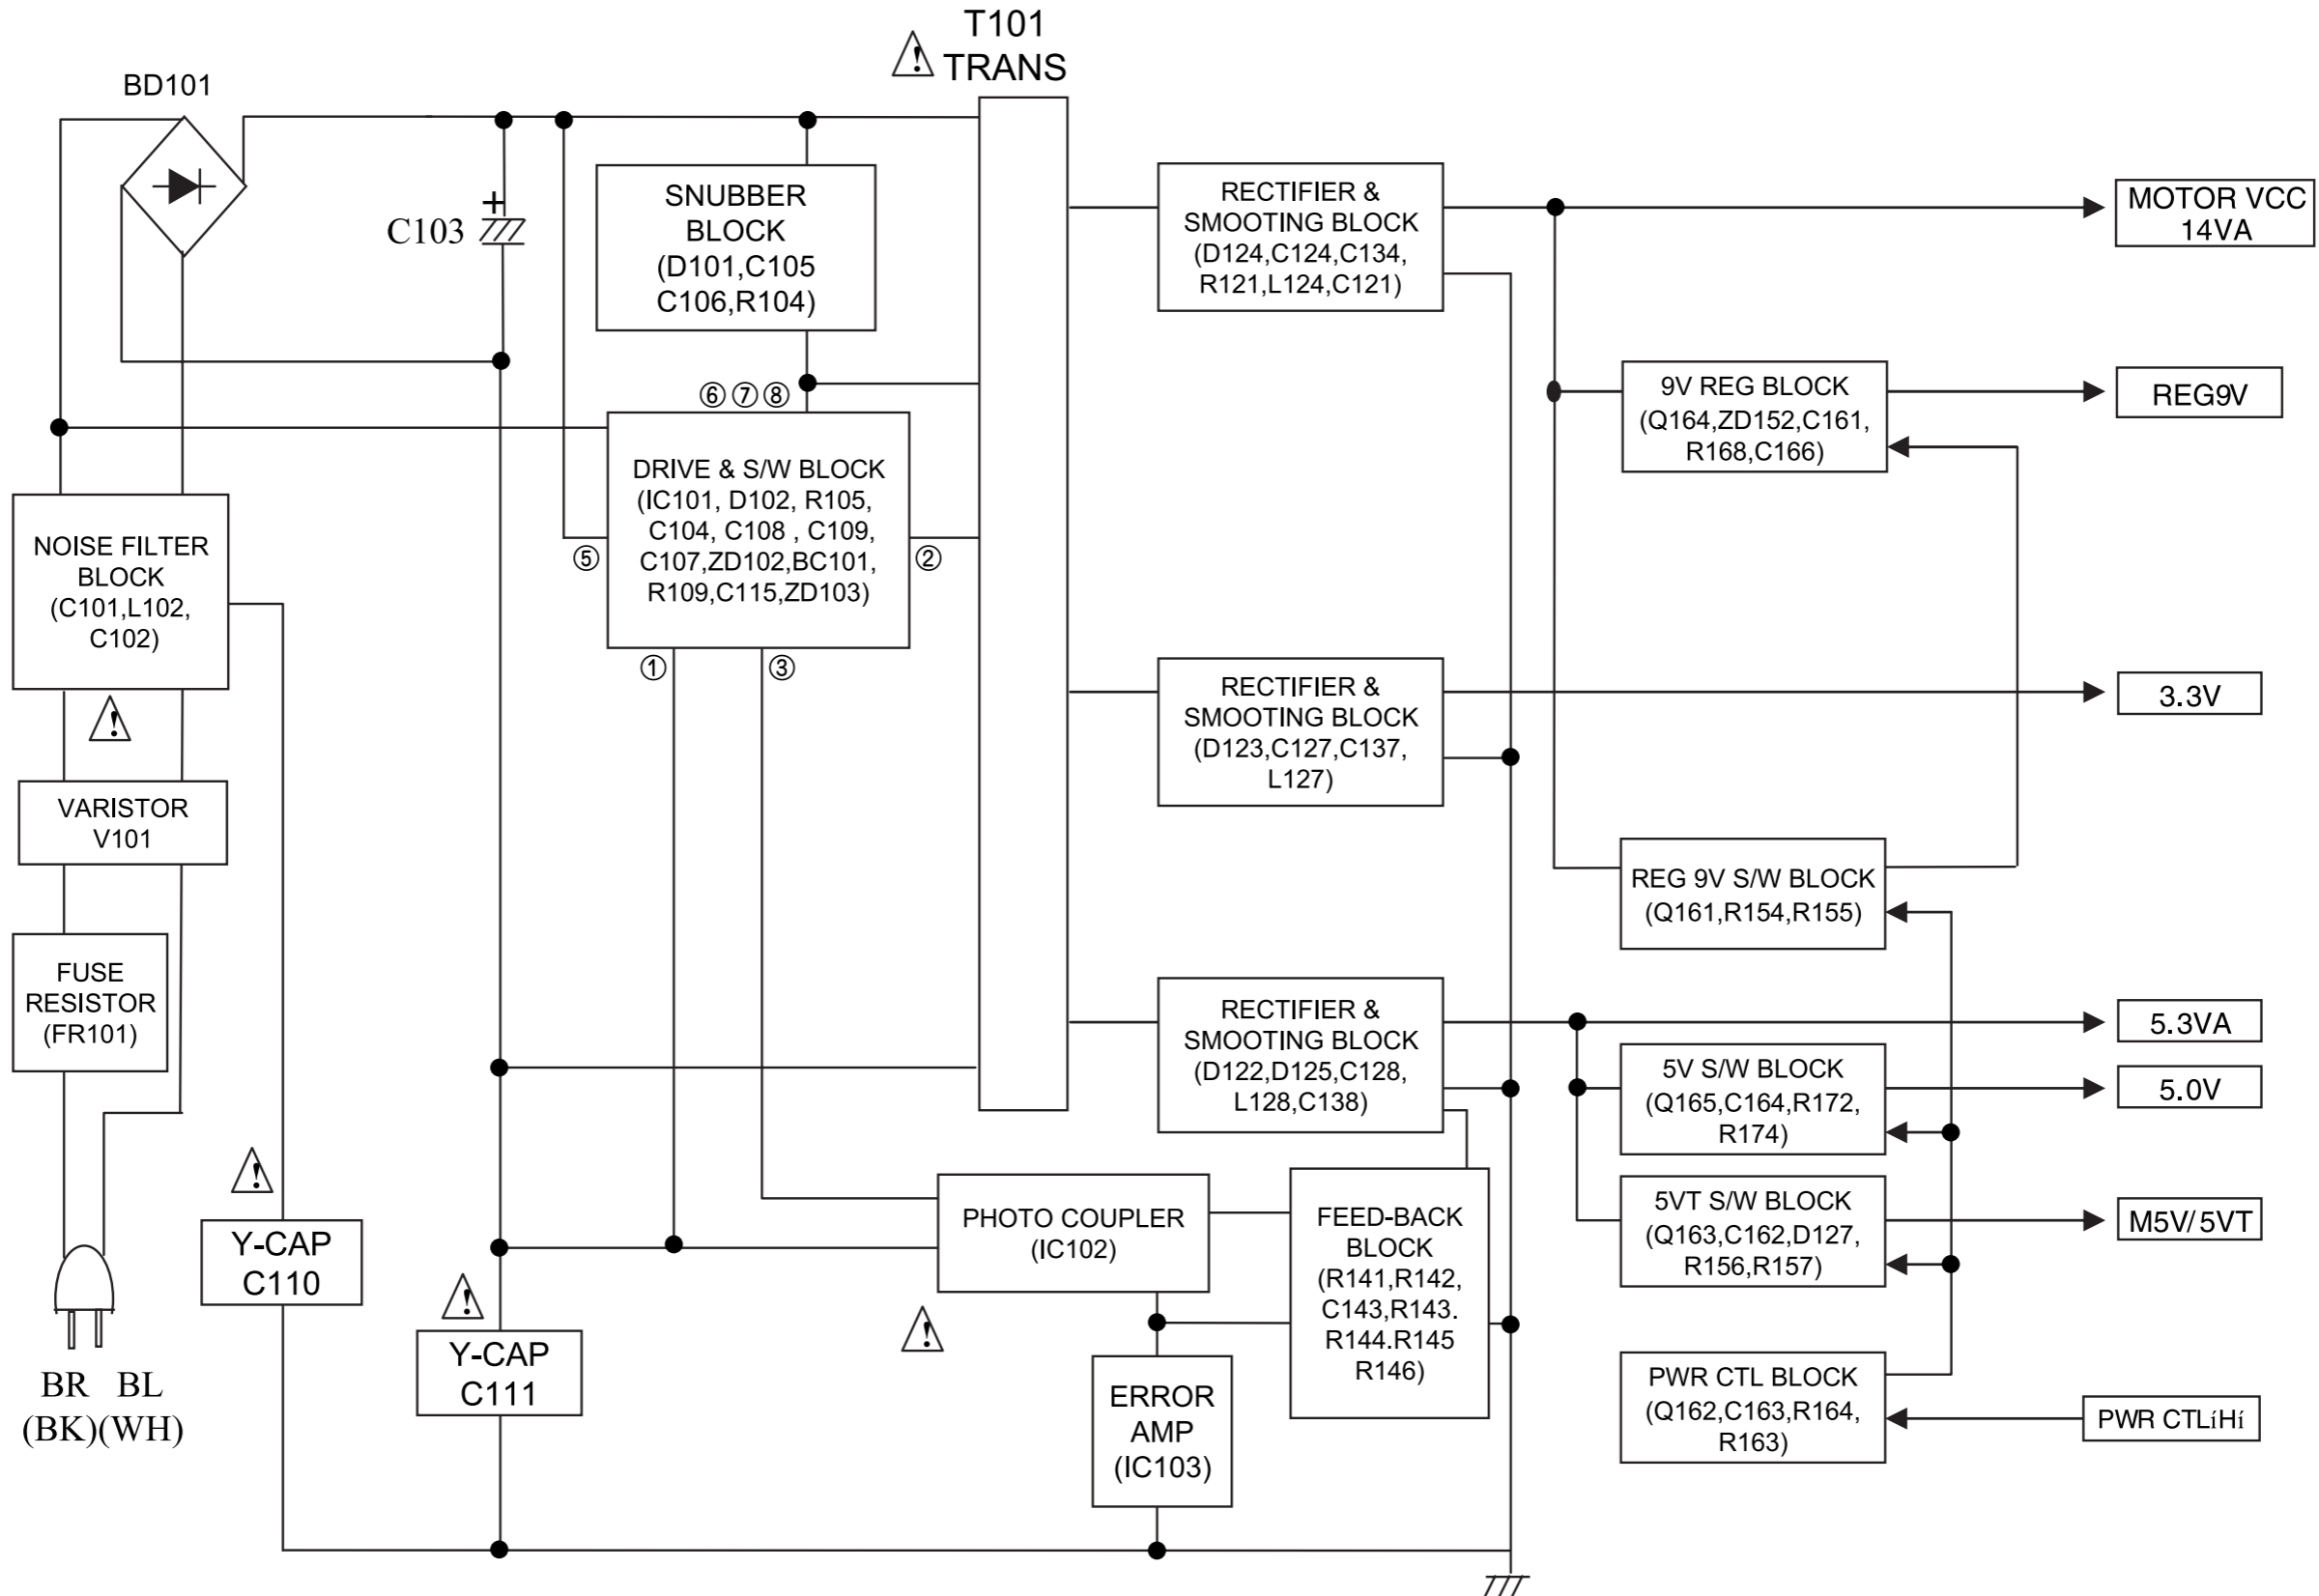 T101
TRANS
BD101
+
C103
SNUBBER
BLOCK
(D101,C105
C106,R104)
RECTIFIER &
SMOOTING BLOCK
(D124,C124,C134,
R121,L124,C121)
MOTOR VCC
14VA
⑥⑦⑧
9V REG BLOCK
(Q164,ZD152,C161,
R168,C166)
REG9V
DRIVE & S/W BLOCK
(IC101, D102, R105,
C104, C108 , C109,
C107,ZD102,BC101,
R109,C115,ZD103)
⑤
②
①
③
NOISE FILTER
BLOCK
(C101,L102,
C102)
RECTIFIER &
SMOOTING BLOCK
(D123,C127,C137,
L127)
3.3V
VARISTOR
V101
REG 9V S/W BLOCK
(Q161,R154,R155)
FUSE
RESISTOR
(FR101)
RECTIFIER &
SMOOTING BLOCK
(D122,D125,C128,
L128,C138)
5.3VA
5V S/W BLOCK
(Q165,C164,R172,
R174)
5.0V
5VT S/W BLOCK
(Q163,C162,D127,
R156,R157)
M5V/5VT
Y-CAP
C110
PHOTO COUPLER
(IC102)
FEED-BACK
BLOCK
(R141,R142,
C143,R143.
R144.R145
R146)
Y-CAP
C111
ERROR
AMP
(IC103)
PWR CTL BLOCK
(Q162,C163,R164,
R163)
PWR CTLíHí
BR BL
(BK)(WH)